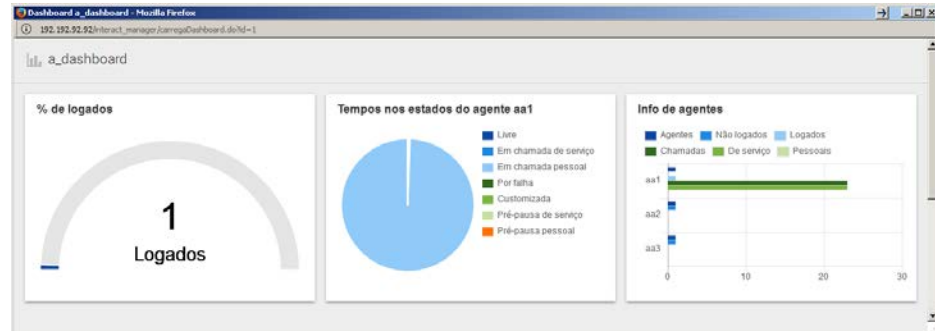 Dashboard a_dashboard - Mozilla Firefox
192.192.92.92/interact_manager/carregaDashboard.do?id=1
a_dashboard
% de logados
1
Logados
Tempos nos estados do agente aa1
Livre
Em chamada de serviço
Em chamada pessoal
Por falha
Customizada
Pré-pausa de serviço
Pré-pausa pessoal
Info de agentes
Agentes Não logados Logados
Chamadas De serviço Pessoais
aa1
aa2
aa3
0 10 20 30